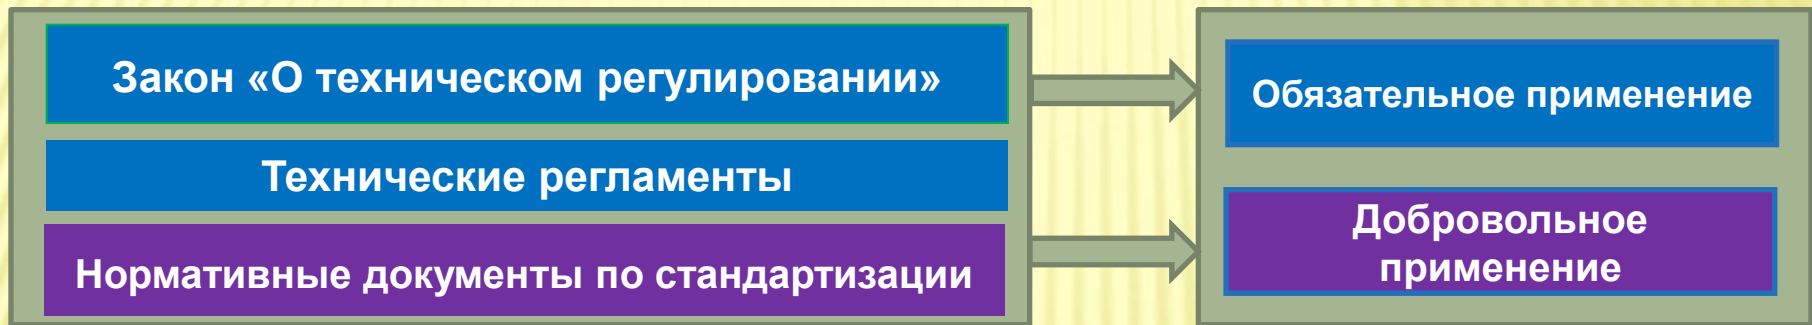 Закон «О техническом регулировании»
Технические регламенты
Нормативные документы по стандартизации
Обязательное применение
Добровольное
применение